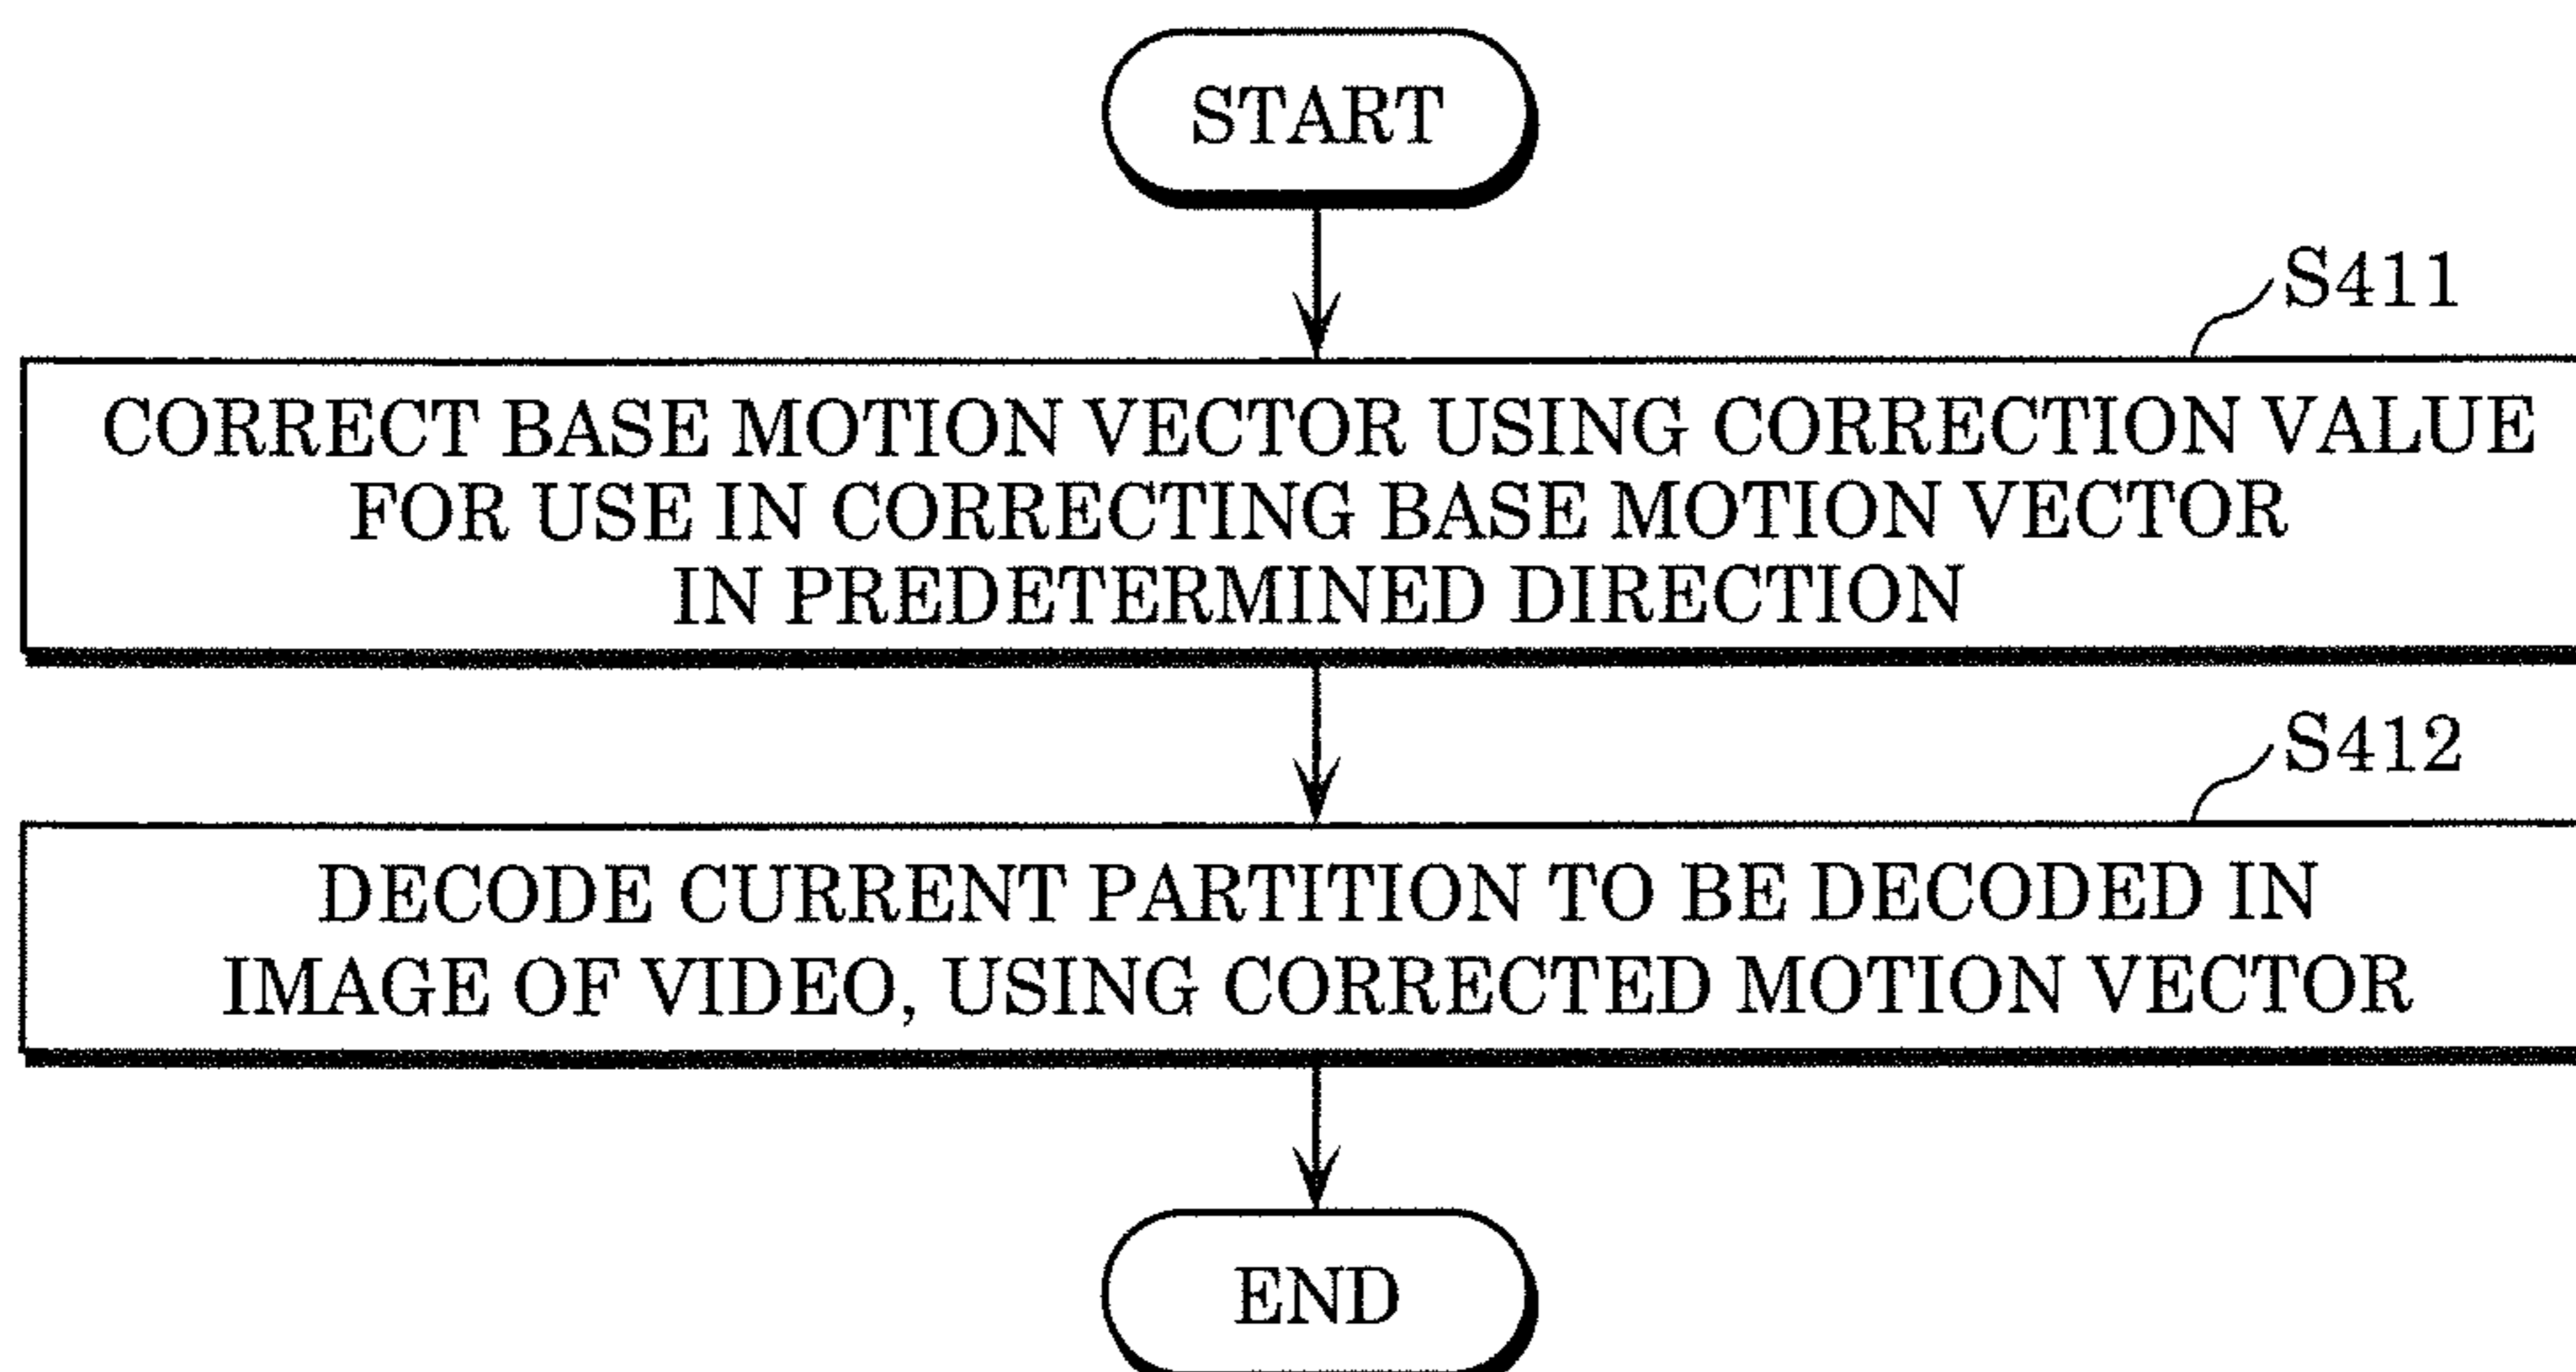 START
S411
CORRECT BASE MOTION VECTOR USING CORRECTION VALUE
FOR USE IN CORRECTING BASE MOTION VECTOR
IN PREDETERMINED DIRECTION
S412
DECODE CURRENT PARTITION TO BE DECODED IN
IMAGE OF VIDEO, USING CORRECTED MOTION VECTOR
END